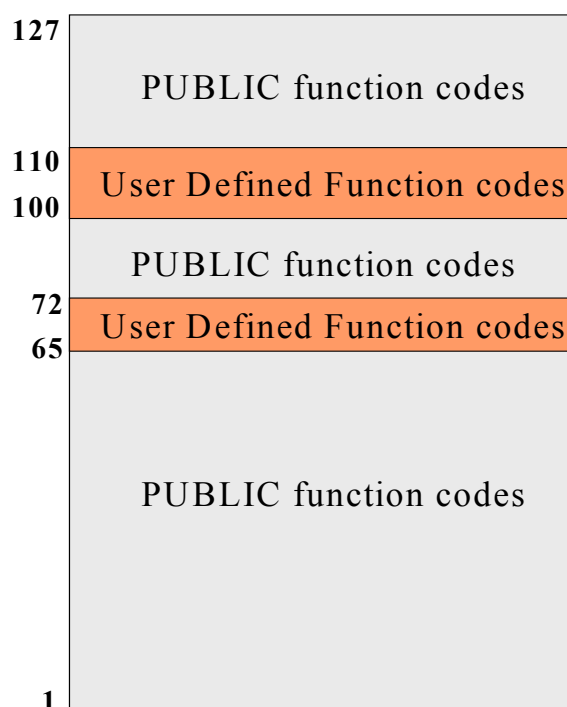 127
PUBLIC function codes
110
User Defined Function codes
100
PUBLIC function codes
72
User Defined Function codes
65
PUBLIC function codes
1